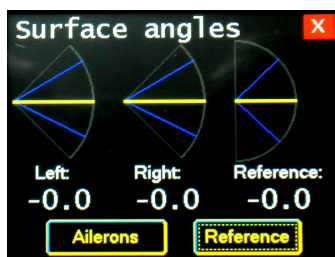 Surface angles X
Left: Right: Reference:
-0.0 -0.0 -0.0
Ailerons Reference